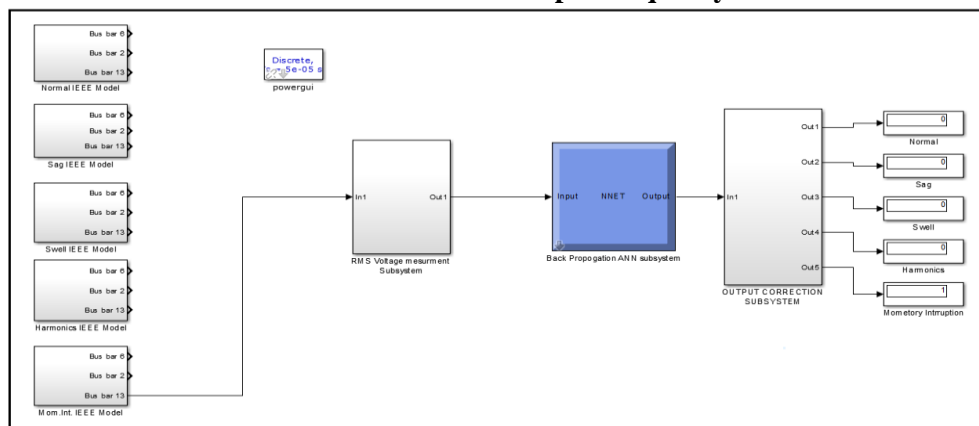 Bus bar 6
Bus bar 2
Bus bar 13
Normal IEEE Model
Discrete,
5e-05 s
powergui
Bus bar 6
Bus bar 2
Bus bar 13
Sag IEEE Model
Bus bar 6
Bus bar 2
Bus bar 13
Swell IEEE Model
Bus bar 6
Bus bar 2
Bus bar 13
Harmonics IEEE Model
Bus bar 6
Bus bar 2
Bus bar 13
Mom.Int. IEEE Model
In1
Out1
RMS Voltage mesurment
Subsystem
Input
NNET
Output
Back Propogation ANN subsystem
In1
Out1
Out2
Out3
Out4
Out5
OUTPUT CORRECTION
SUBSYSTEM
0
Normal
0
Sag
0
Swell
0
Harmonics
1
Mometory Intrruption